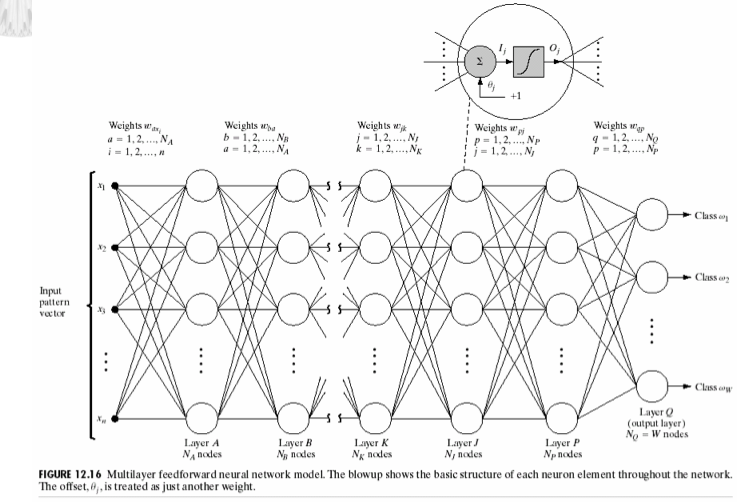 I_j O_j
Σ
θ_j
+1
Weights w_{ax_i} Weights w_{ba} Weights w_{jk} Weights w_{pj} Weights w_{qp}
a = 1, 2, ..., N_A b = 1, 2, ..., N_B j = 1, 2, ..., N_J p = 1, 2, ..., N_P q = 1, 2, ..., N_Q
i = 1, 2, ..., n a = 1, 2, ..., N_A k = 1, 2, ..., N_K j = 1, 2, ..., N_J p = 1, 2, ..., N_P
x_1
Class ω_1
x_2
Class ω_2
Input
pattern
vector
x_3
Class ω_W
x_n
Layer Q
(output layer)
N_Q = W nodes
Layer A Layer B Layer K Layer J Layer P
N_A nodes N_B nodes N_K nodes N_J nodes N_P nodes
FIGURE 12.16 Multilayer feedforward neural network model. The blowup shows the basic structure of each neuron element throughout the network.
The offset, θ_j, is treated as just another weight.